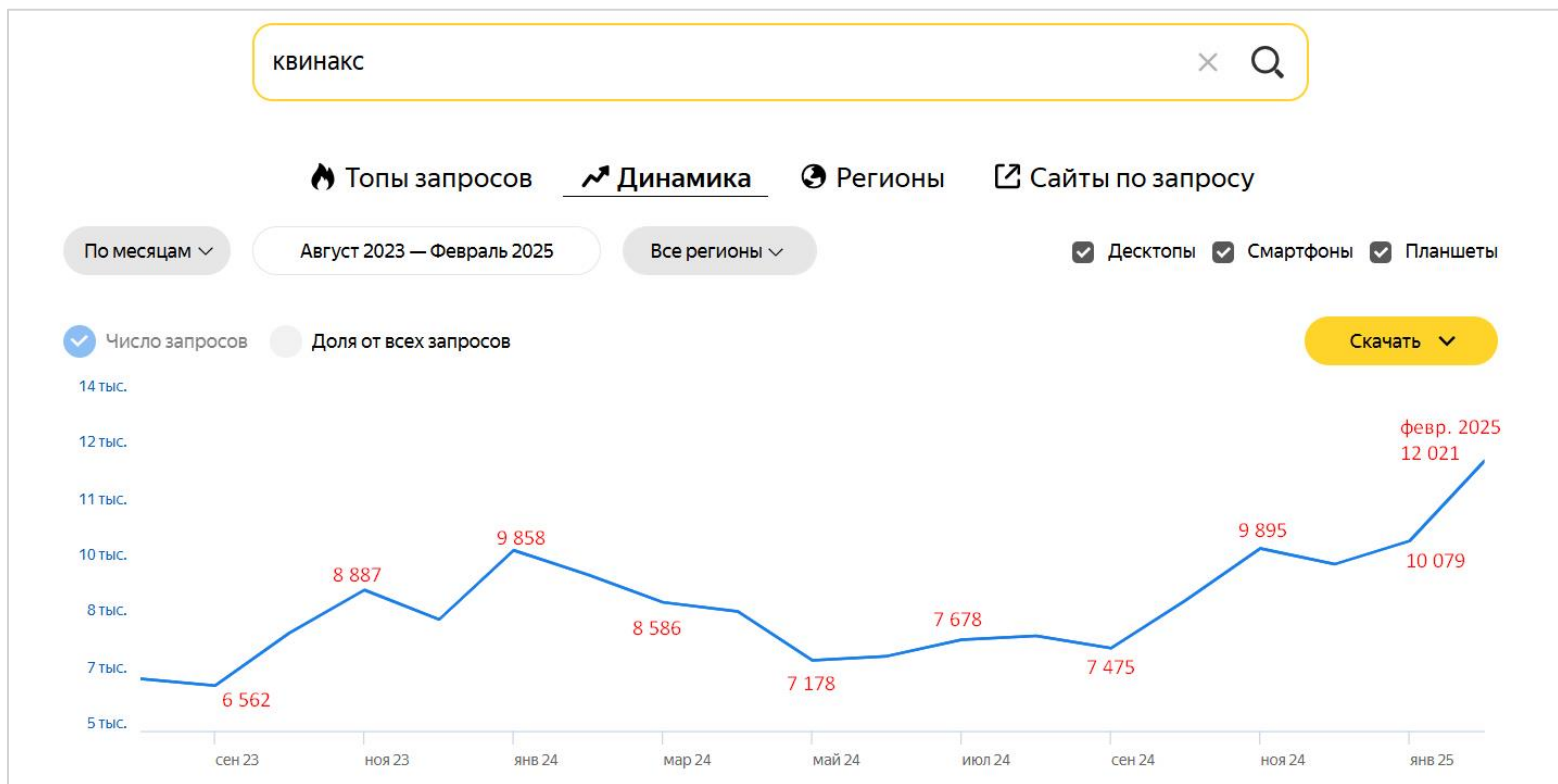 квинакс
Топы запросов Динамика Регионы Сайты по запросу
По месяцам Август 2023 — Февраль 2025 Все регионы Десктопы Смартфоны Планшеты
Число запросов Доля от всех запросов Скачать
14 тыс.
12 тыс.
11 тыс.
10 тыс.
8 тыс.
7 тыс.
5 тыс.
6 562
8 887
9 858
8 586
7 178
7 678
7 475
9 895
10 079
февр. 2025
12 021
сен 23 ноя 23 янв 24 мар 24 май 24 июл 24 сен 24 ноя 24 янв 25